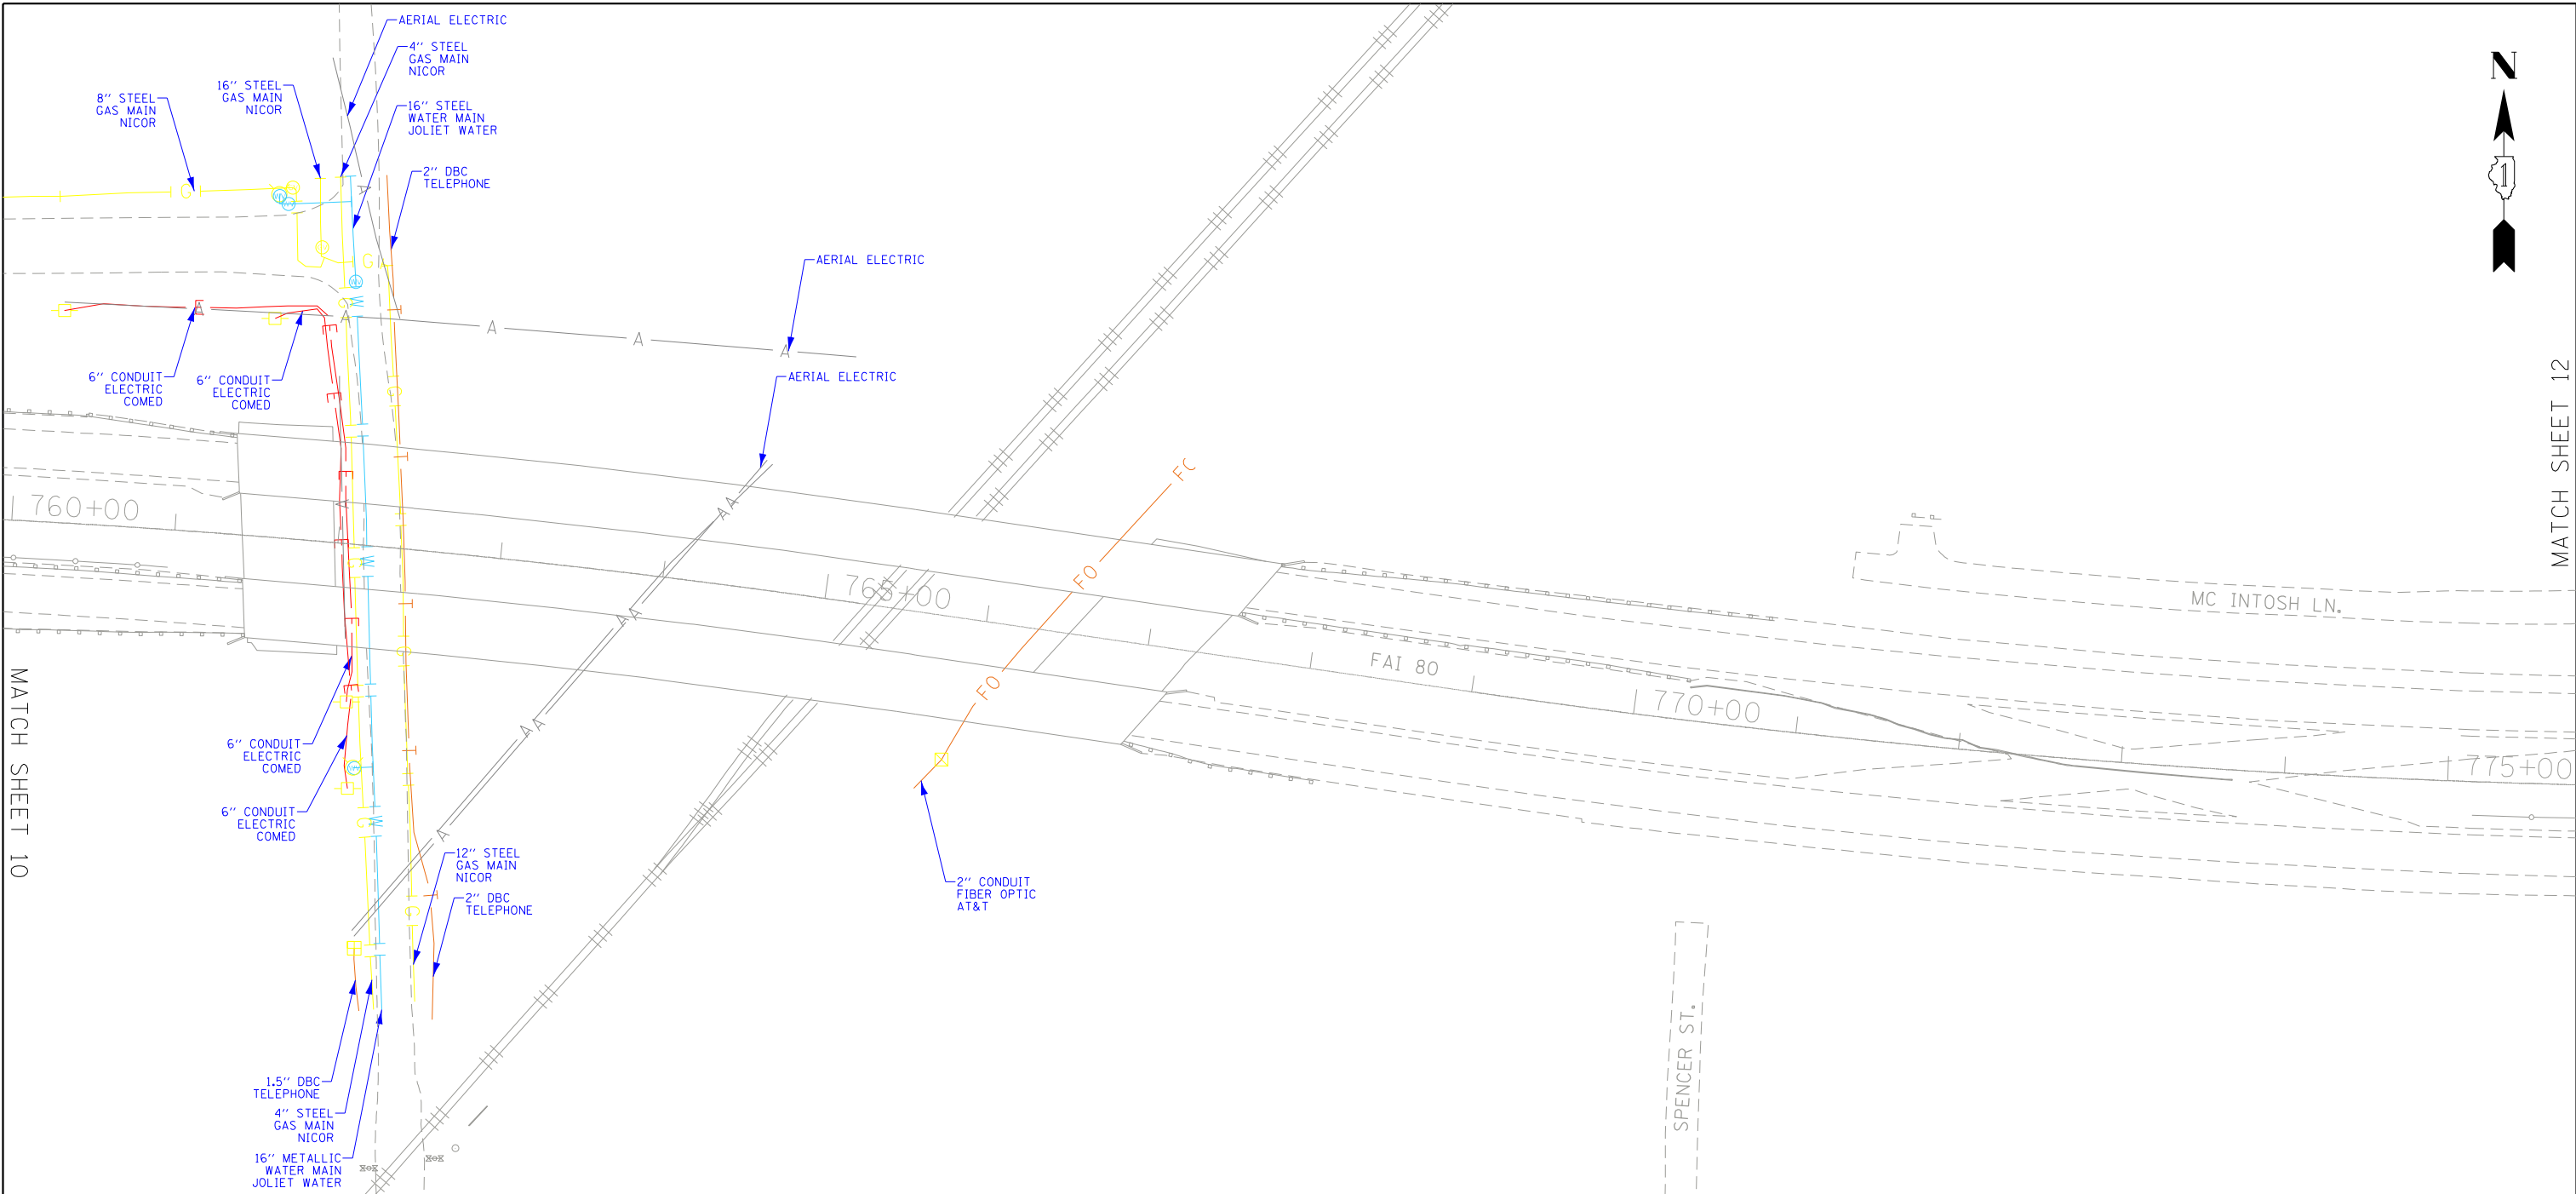 AERIAL ELECTRIC
4'' STEEL
GAS MAIN
NICOR
16'' STEEL
GAS MAIN
NICOR
8'' STEEL
GAS MAIN
NICOR
16'' STEEL
WATER MAIN
JOLIET WATER
2'' DBC
TELEPHONE
N
1
G
A
G
AERIAL ELECTRIC
A
G
W
T
A
A
A
A
6'' CONDUIT
ELECTRIC
COMED
6'' CONDUIT
ELECTRIC
COMED
AERIAL ELECTRIC
MATCH SHEET 12
G
E
E
T
E
FO
A
A
A
760+00
E
G
W
FO
765+00
T
MC INTOSH LN.
A
A
E
G
FAI 80
FO
E
770+00
A
A
T
6'' CONDUIT
ELECTRIC
COMED
775+00
MATCH SHEET 10
6'' CONDUIT
ELECTRIC
COMED
G
W
A
12'' STEEL
GAS MAIN
NICOR
2'' CONDUIT
FIBER OPTIC
AT&T
T
G
2'' DBC
TELEPHONE
SPENCER ST.
1.5'' DBC
TELEPHONE
4'' STEEL
GAS MAIN
NICOR
16'' METALLIC
WATER MAIN
JOLIET WATER